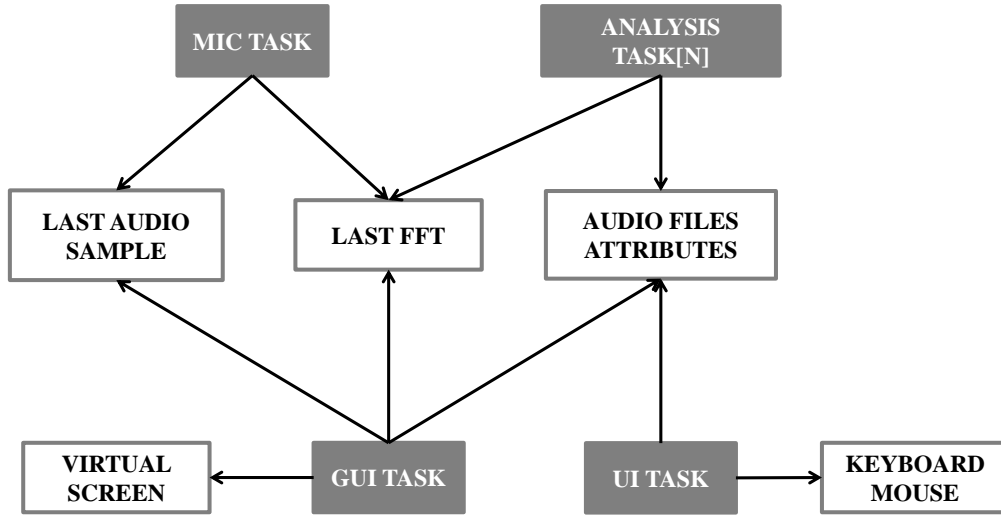 MIC TASK
ANALYSIS
TASK[N]
LAST AUDIO
SAMPLE
LAST FFT
AUDIO FILES
ATTRIBUTES
VIRTUAL
SCREEN
GUI TASK
UI TASK
KEYBOARD
MOUSE